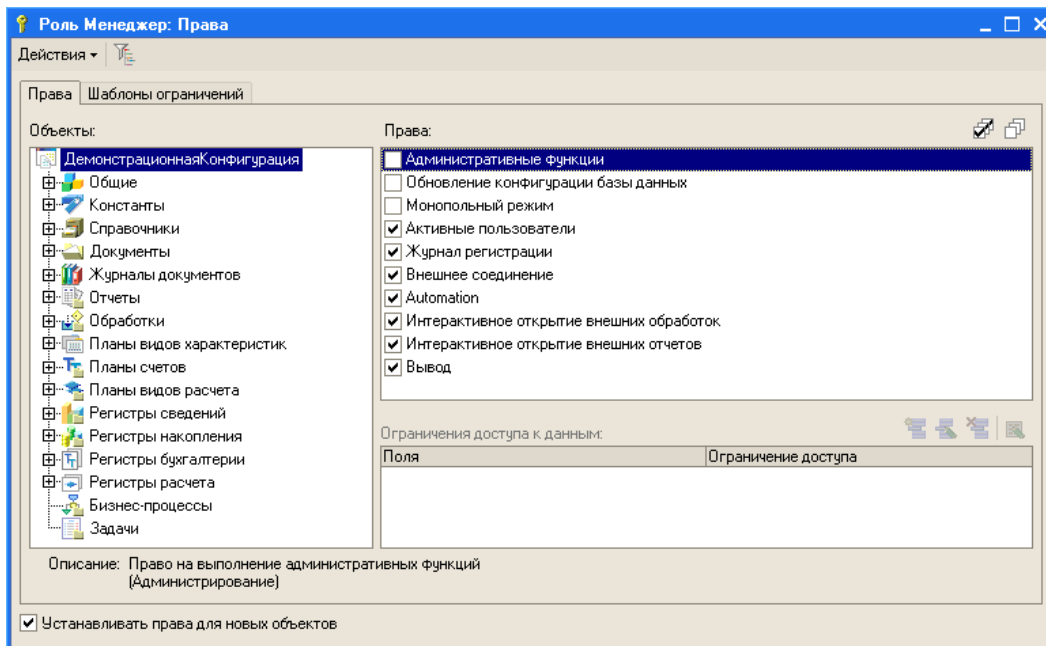 Роль Менеджер: Права
Действия
Права Шаблоны ограничений
Объекты:
ДемонстрационнаяКонфигурация
Общие
Константы
Справочники
Документы
Журналы документов
Отчеты
Обработки
Планы видов характеристик
Планы счетов
Планы видов расчета
Регистры сведений
Регистры накопления
Регистры бухгалтерии
Регистры расчета
Бизнес-процессы
Задачи
Права:
Административные функции
Обновление конфигурации базы данных
Монопольный режим
Активные пользователи
Журнал регистрации
Внешнее соединение
Automation
Интерактивное открытие внешних обработок
Интерактивное открытие внешних отчетов
Вывод
Ограничения доступа к данным:
Поля Ограничение доступа
Описание: Право на выполнение административных функций
(Администрирование)
Устанавливать права для новых объектов